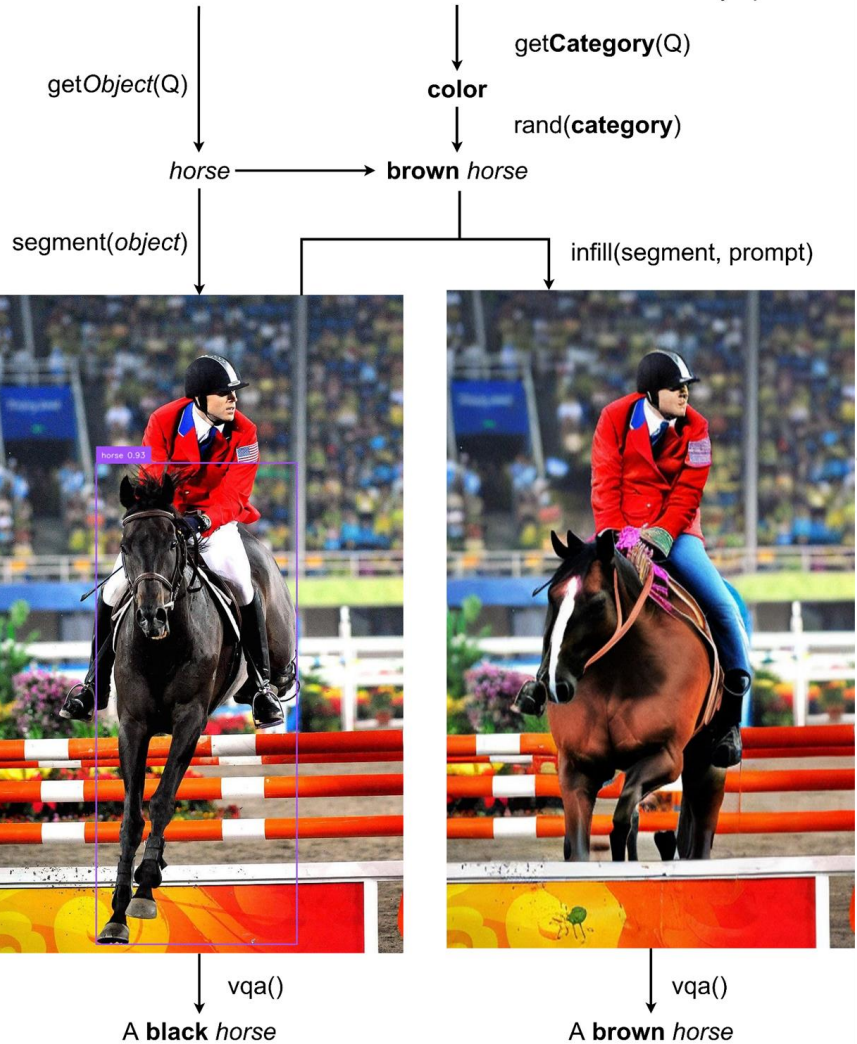 getCategory(Q)
getObject(Q)
color
rand(category)
horse
brown horse
segment(object)
infill(segment, prompt)
horse 0.93
vqa()
vqa()
A black horse
A brown horse